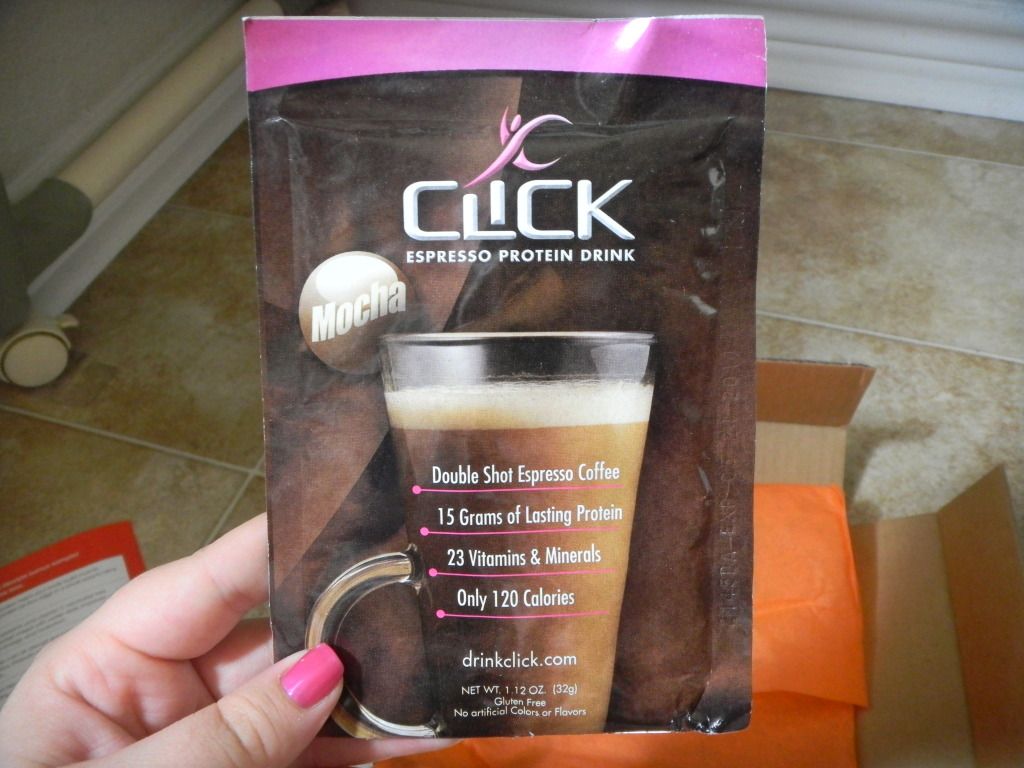 CLICK
ESPRESSO PROTEIN DRINK
Mocha
Double Shot Espresso Coffee
15 Grams of Lasting Protein
23 Vitamins & Minerals
Only 120 Calories
drinkclick.com
NET WT. 1.12 OZ. (32g)
Gluten Free
No artificial Colors or Flavors